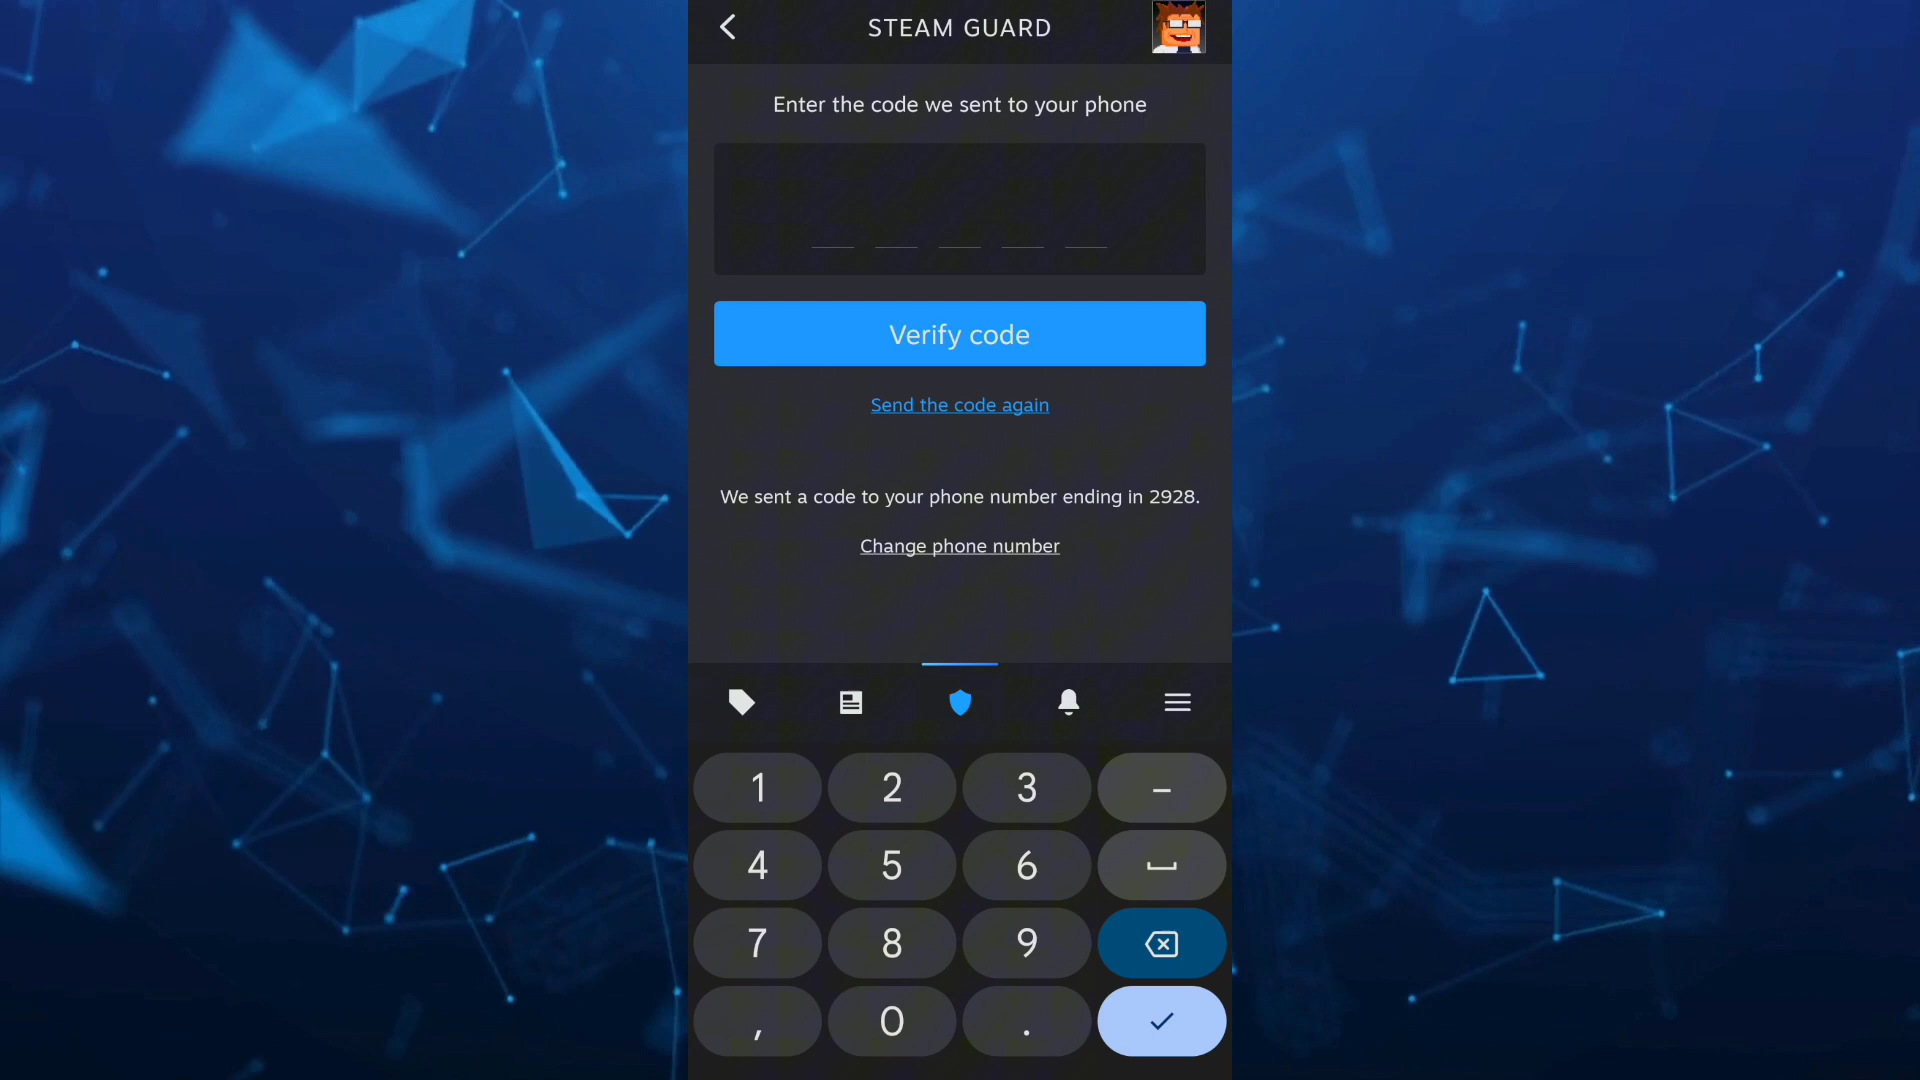 STEAM GUARD
Enter the code we sent to your phone
Verify code
Send the code again
We sent a code to your phone number ending in 2928.
Change phone number
1 2 3 –
4 5 6
7 8 9
, 0 .